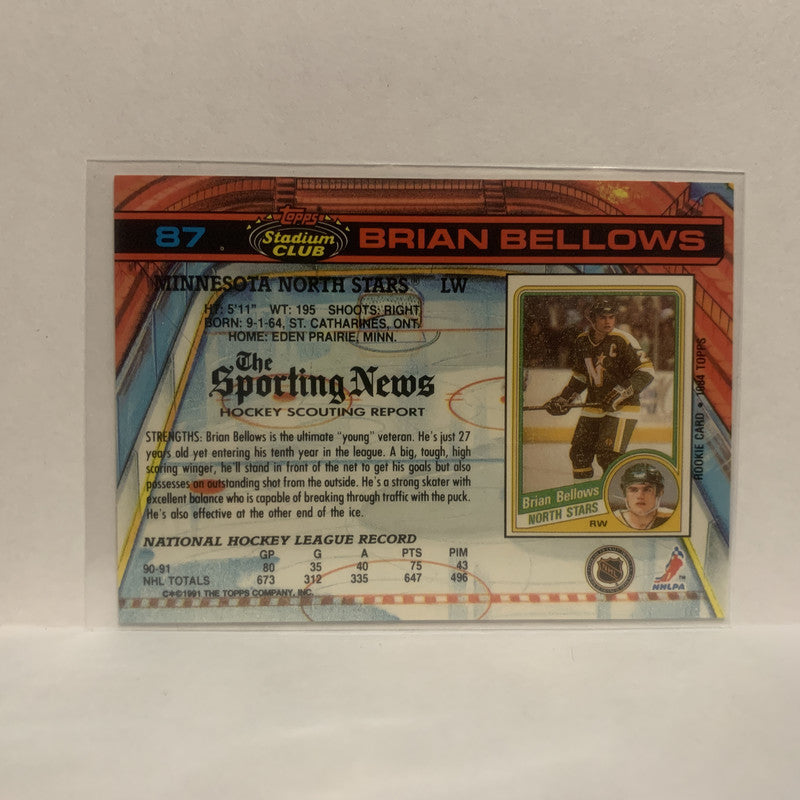 87
Topps
Stadium
CLUB
BRIAN BELLOWS
MINNESOTA NORTH STARS LW
HT: 5'11" WT: 195 SHOOTS: RIGHT
BORN: 9-1-64, ST. CATHARINES, ONT.
HOME: EDEN PRAIRIE, MINN.
The
Sporting News
HOCKEY SCOUTING REPORT
STRENGTHS: Brian Bellows is the ultimate "young" veteran. He's just 27
years old yet entering his tenth year in the league. A big, tough, high
scoring winger, he'll stand in front of the net to get his goals but also
possesses an outstanding shot from the outside. He's a strong skater with
excellent balance who is capable of breaking through traffic with the puck.
He's also effective at the other end of the ice.
NATIONAL HOCKEY LEAGUE RECORD
GP G A PTS PIM
90-91 80 35 40 75 43
NHL TOTALS 673 312 335 647 496
C*©1991 THE TOPPS COMPANY, INC.
N
C
Brian Bellows
NORTH STARS
RW
ROOKIE CARD • 1984 TOPPS
NHL
NHLPA
TM